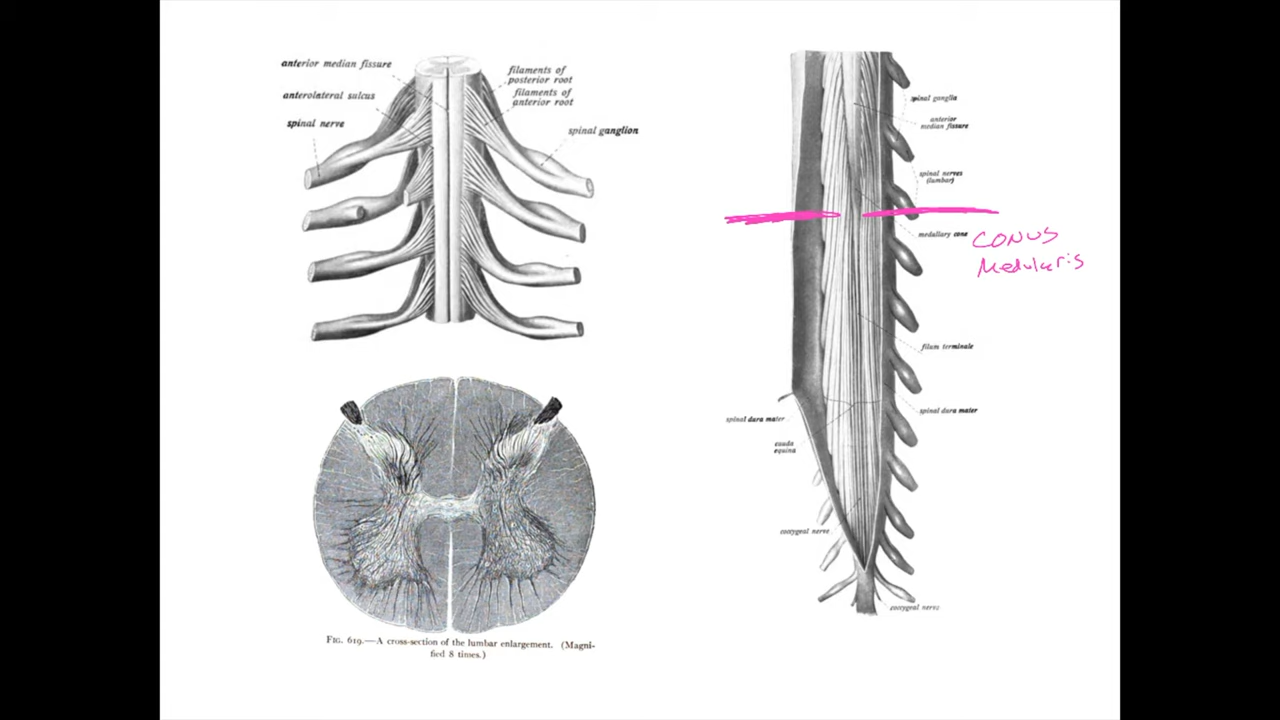 anterior median fissure
anterolateral sulcus
spinal nerve
filaments of
posterior root
filaments of
anterior root
spinal ganglion
FIG. 619.—A cross-section of the lumbar enlargement. (Magni-
fied 8 times.)
spinal ganglia
anterior
median fissure
spinal nerves
(lumbar)
medullary cone
CONUS
Medularis
filum terminale
spinal dura mater
spinal dura mater
cauda
equina
coccygeal nerve
coccygeal nerve